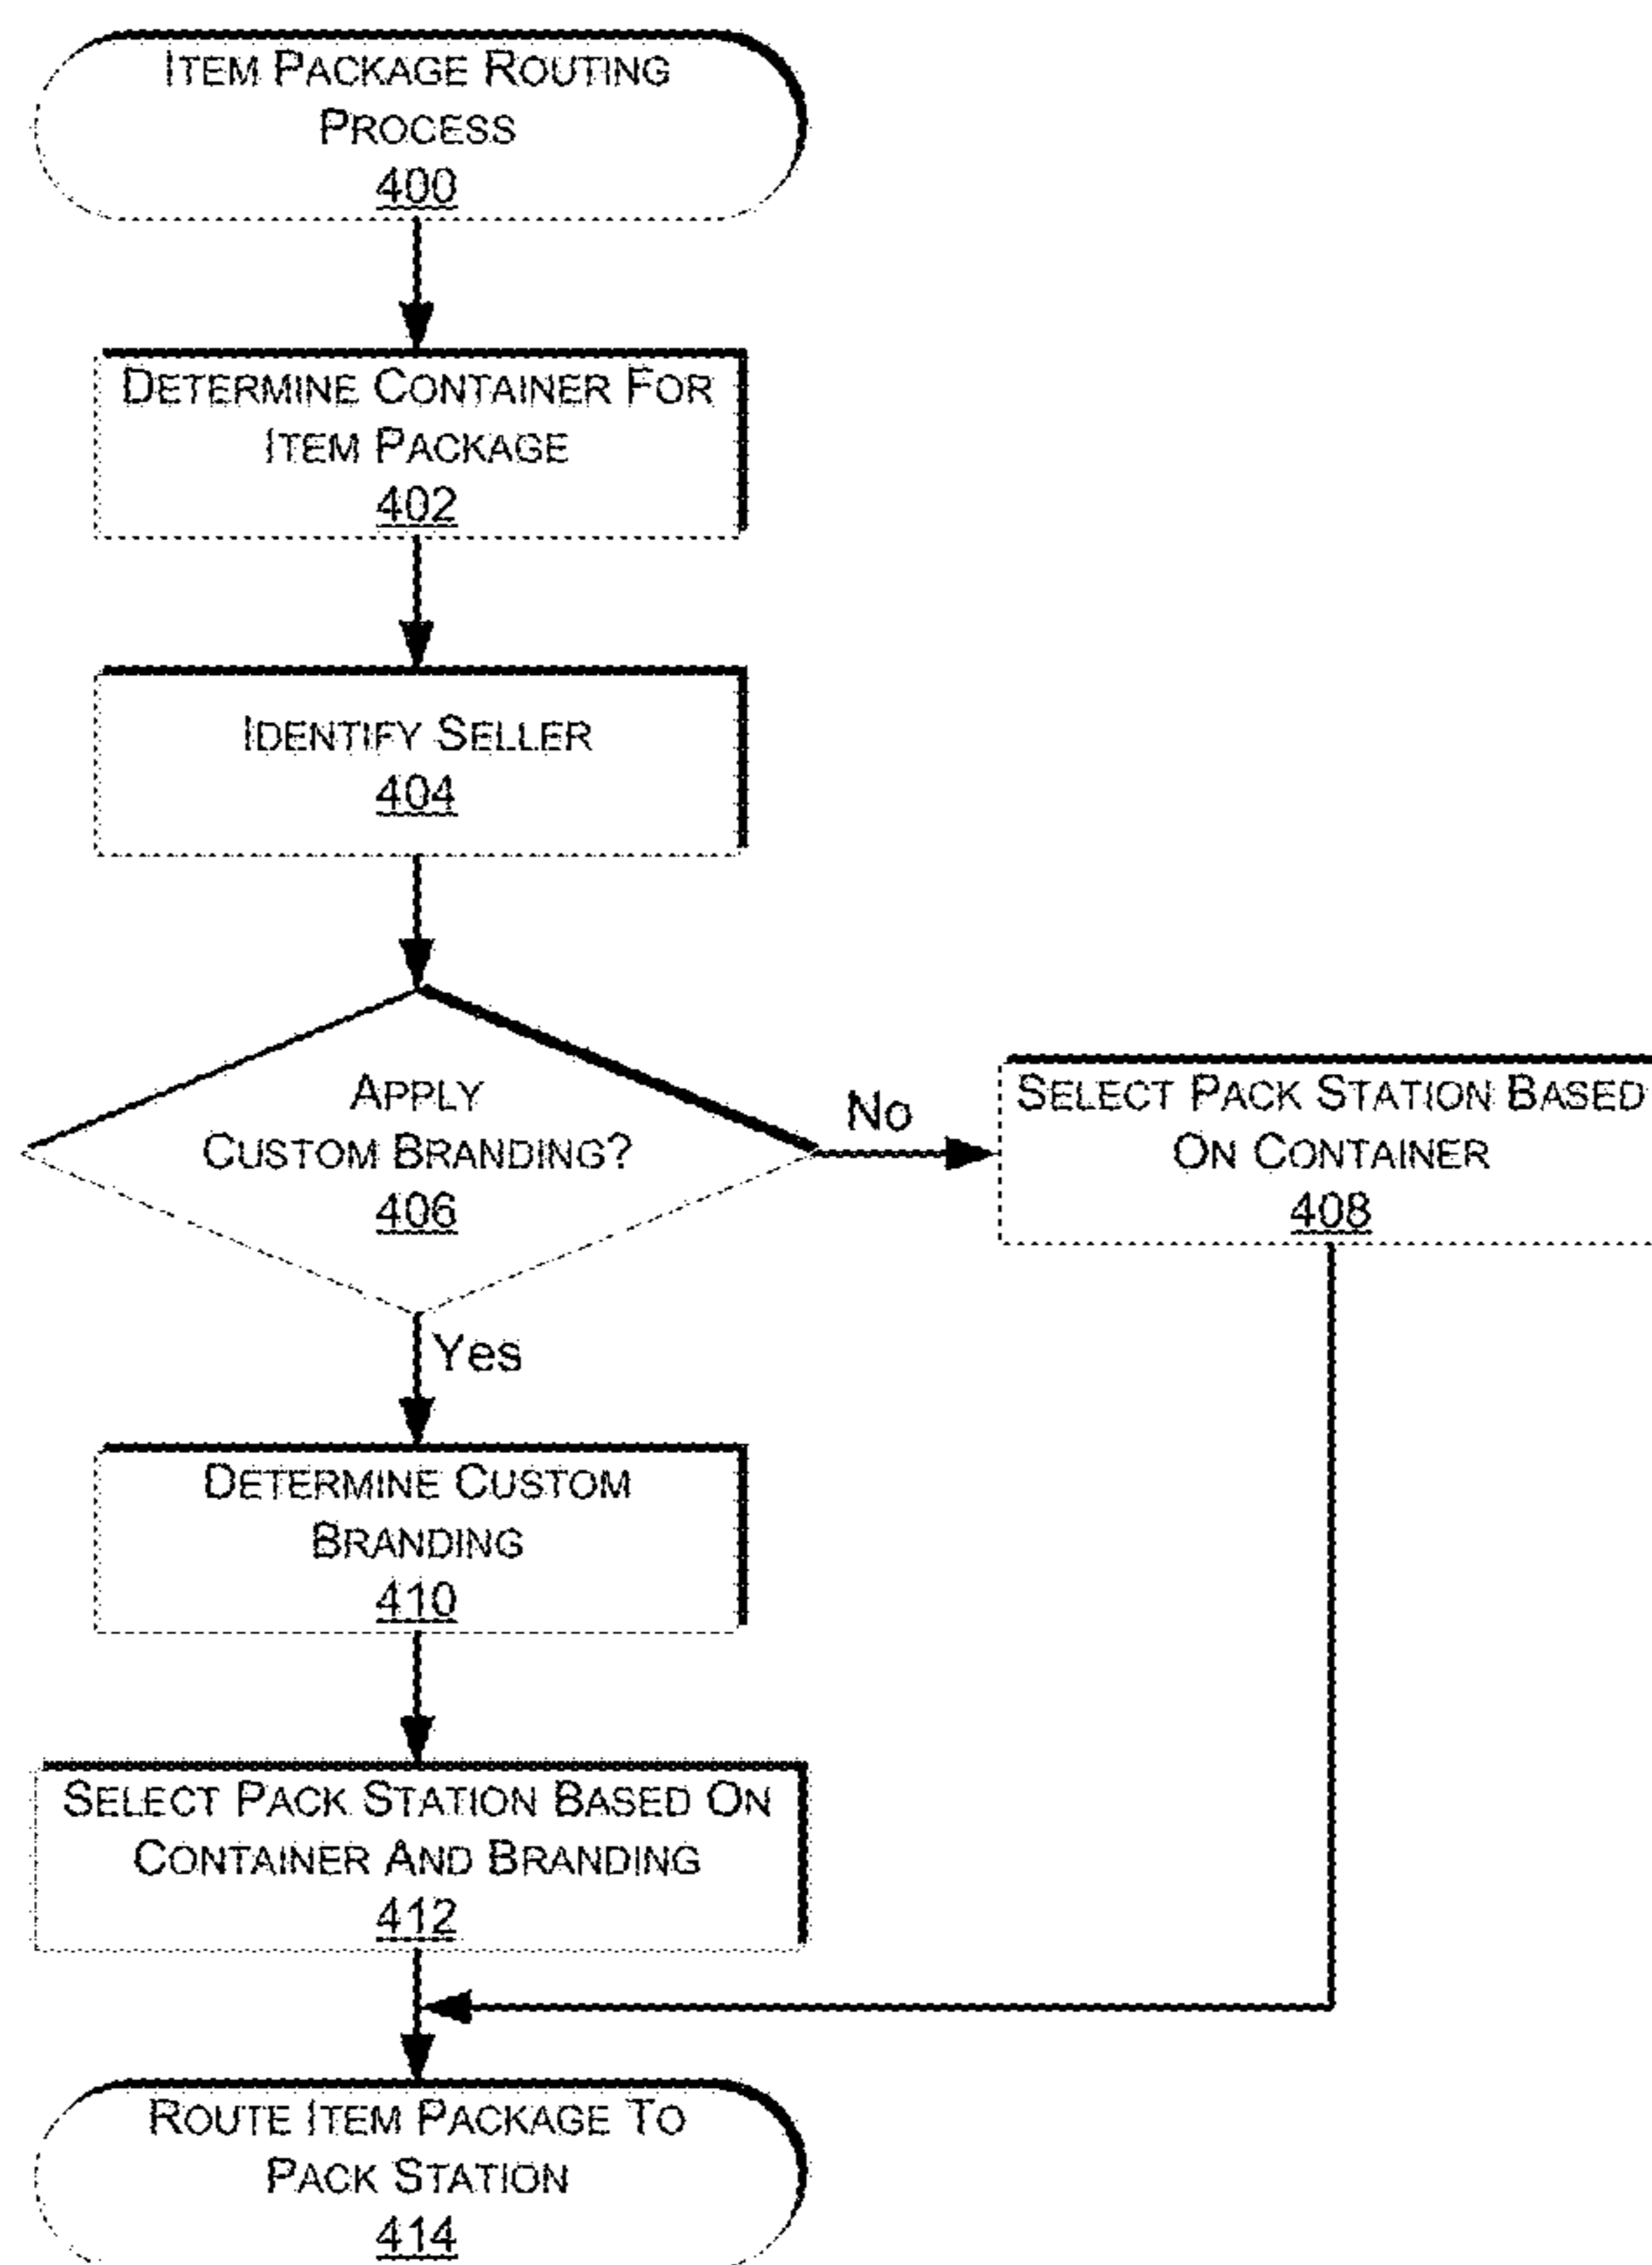 ITEM PACKAGE ROUTING
PROCESS
400
DETERMINE CONTAINER FOR
ITEM PACKAGE
402
IDENTIFY SELLER
404
APPLY
CUSTOM BRANDING?
406
No
SELECT PACK STATION BASED
ON CONTAINER
408
Yes
DETERMINE CUSTOM
BRANDING
410
SELECT PACK STATION BASED ON
CONTAINER AND BRANDING
412
ROUTE ITEM PACKAGE TO
PACK STATION
414